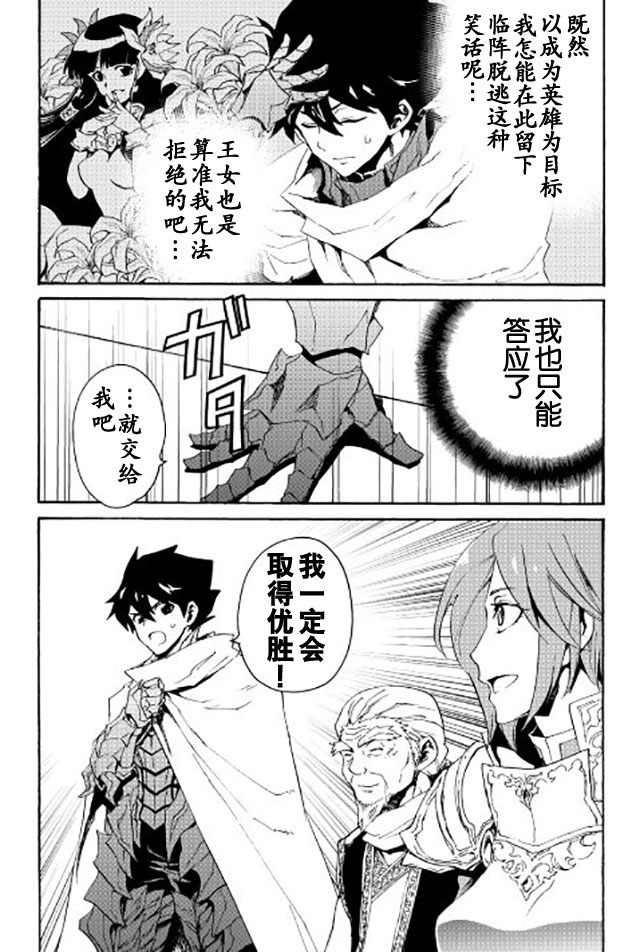 既然
以成为英雄为目标
我怎能在此留下
临阵脱逃这种
笑话呢…
王女也是
算准我无法
拒绝的吧…
我也只能
答应了
ガタ
…就交给
我吧
我一定会
取得优胜！